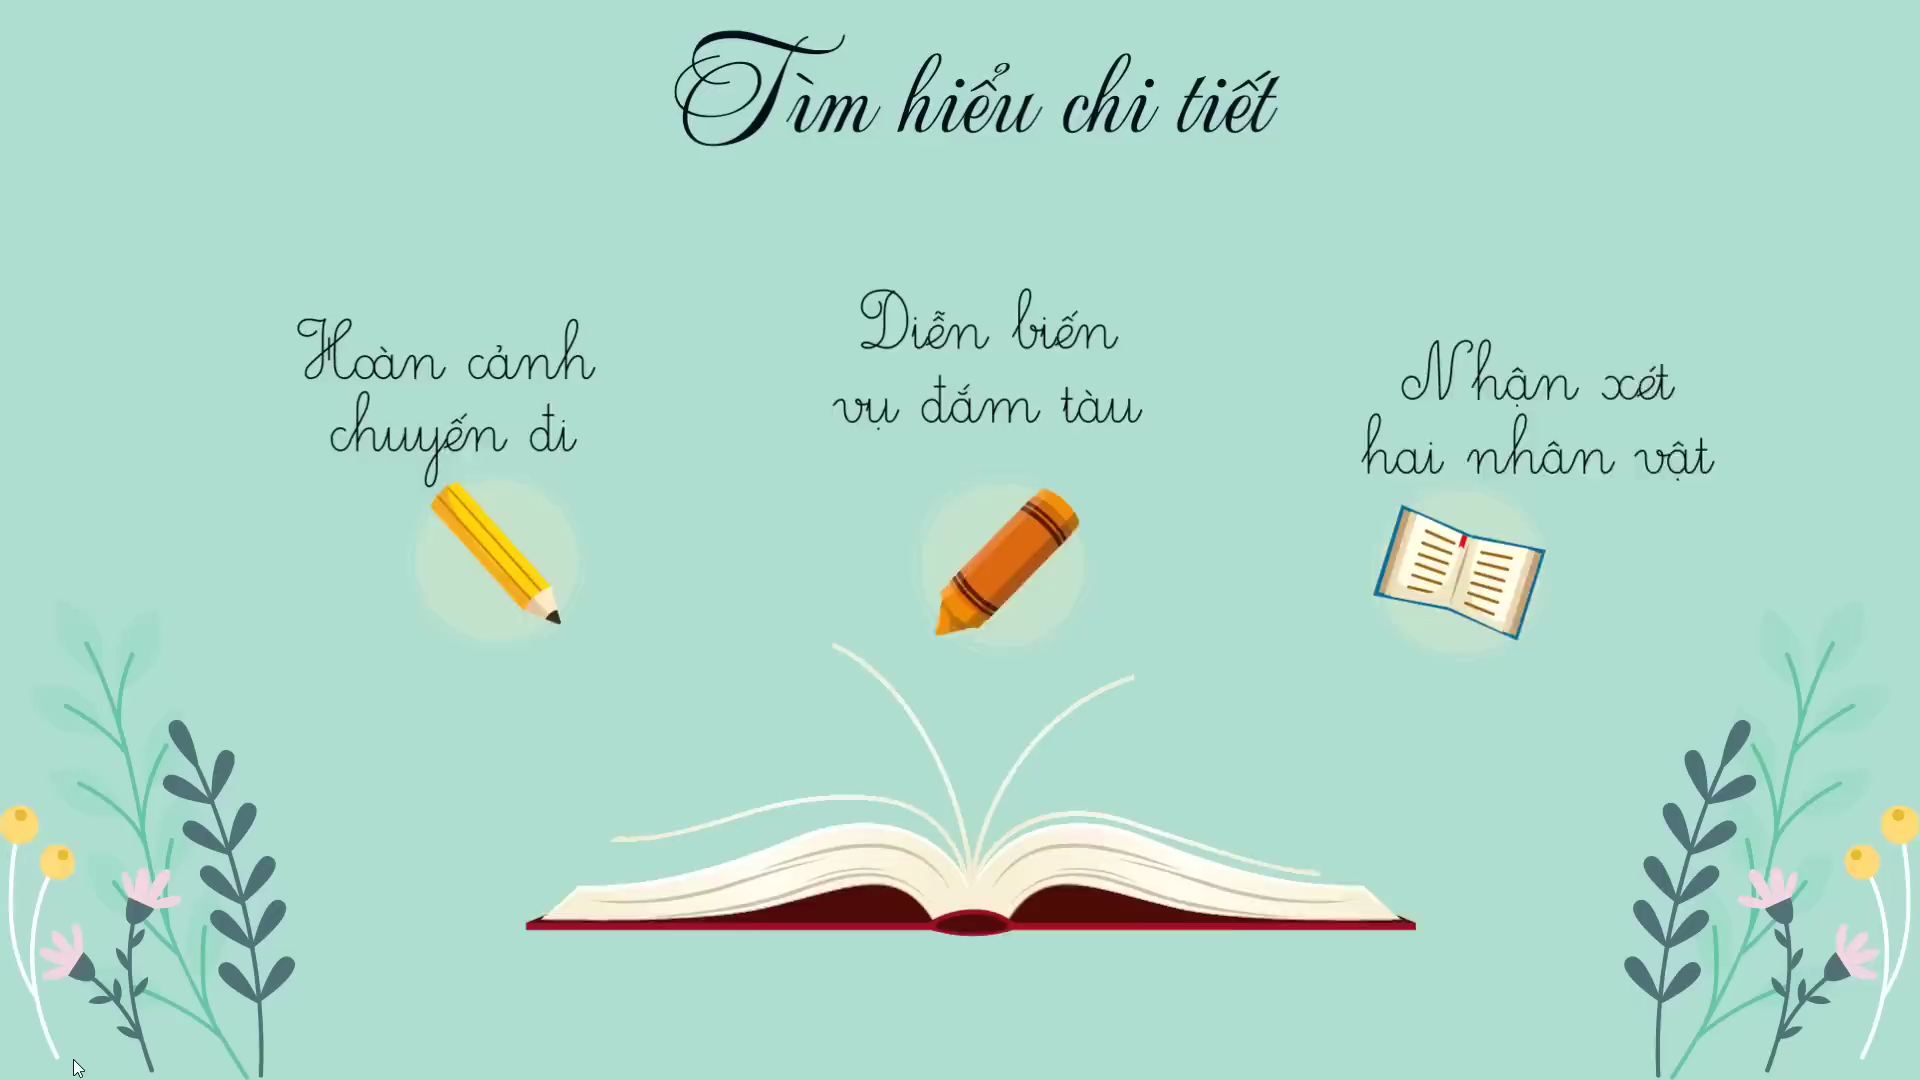 Tìm hiểu chi tiết
Hoàn cảnh
chuyến đi
Diễn biến
vụ đắm tàu
Nhận xét
hai nhân vật